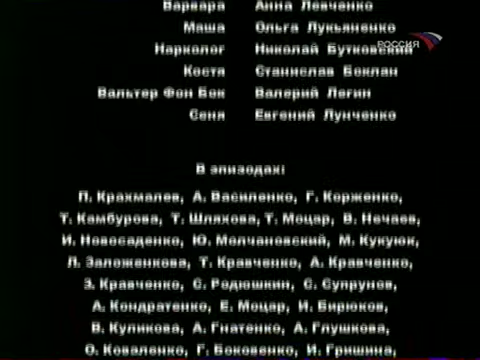 Варвара Анна Левченко
Маша Ольга Лукьяненко
РОССИЯ
Нарколог Николай Бутковский
Костя Станислав Боклан
Вальтер Фон Бок Валерий Легин
Сеня Евгений Лунченко
В эпизодах:
П. Крахмалев, А. Василенко, Г. Корженко,
Т. Камбурова, Т. Шляхова, Т. Моцар, В. Нечаев,
И. Новосаденко, Ю. Молчановский, М. Кукуюк,
Л. Заложенкова, Т. Кравченко, А. Кравченко,
З. Кравченко, С. Редюшкин, С. Супрунов,
А. Кондратенко, Е. Моцар, И. Бирюков,
В. Куликова, А. Гнатенко, А. Глушкова,
О. Коваленко, Г. Боковенко, И. Гришина,